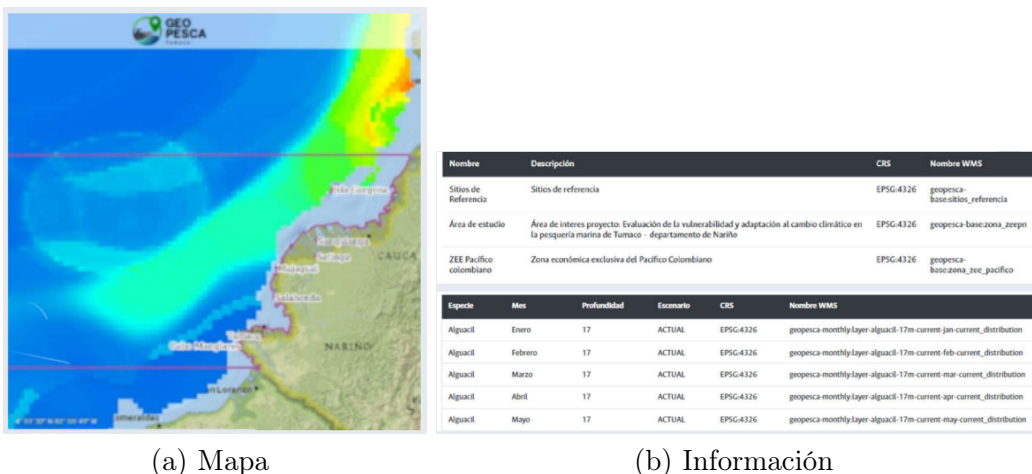 GEO
PESCA
TUMACO
CAUCA
Salahonda
NARIÑO
(a) Mapa
Nombre Descripción CRS Nombre WMS
Sitios de Referencia Sitios de referencia EPSG:4326 geopesca-base:sitios_referencia
Área de estudio Área de interes proyecto: Evaluación de la vulnerabilidad y adaptación al cambio climático en la pesquería marina de Tumaco – departamento de Nariño EPSG:4326 geopesca-base:zona_zeepn
ZEE Pacífico colombiano Zona económica exclusiva del Pacífico Colombiano EPSG:4326 geopesca-base:zona_zee_pacifico
Especie Mes Profundidad Escenario CRS Nombre WMS
Alguacil Enero 17 ACTUAL EPSG:4326 geopesca-monthly:layer-alguacil-17m-current-jan-current_distribution
Alguacil Febrero 17 ACTUAL EPSG:4326 geopesca-monthly:layer-alguacil-17m-current-feb-current_distribution
Alguacil Marzo 17 ACTUAL EPSG:4326 geopesca-monthly:layer-alguacil-17m-current-mar-current_distribution
Alguacil Abril 17 ACTUAL EPSG:4326 geopesca-monthly:layer-alguacil-17m-current-apr-current_distribution
Alguacil Mayo 17 ACTUAL EPSG:4326 geopesca-monthly:layer-alguacil-17m-current-may-current_distribution
(b) Información